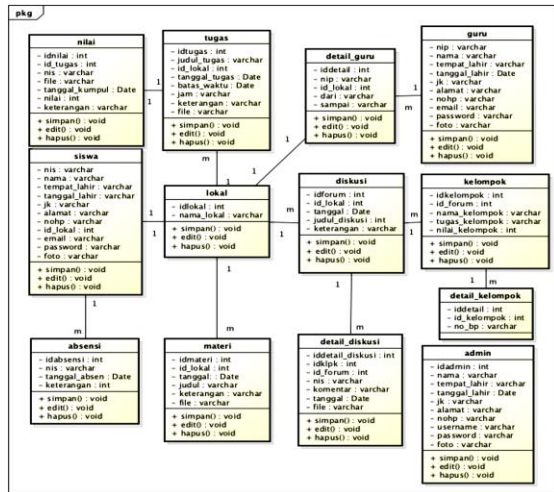 pkg
nilai
- idnilai : int
- id_tugas : int
- nis : varchar
- file : varchar
- tanggal_kumpul : Date
- nilai : int
- keterangan : varchar
+ simpan() : void
+ edit() : void
+ hapus() : void
tugas
- idtugas : int
- judul_tugas : varchar
- id_lokal : int
- tanggal_tugas : Date
- batas_waktu : Date
- jam : varchar
- keterangan : varchar
- file : varchar
+ simpan() : void
+ edit() : void
+ hapus() : void
detail_guru
- iddetail : int
- nip : varchar
- id_lokal : int
- dari : varchar
- sampai : varchar
+ simpan() : void
+ edit() : void
+ hapus() : void
guru
- nip : varchar
- nama : varchar
- tempat_lahir : varchar
- tanggal_lahir : Date
- jk : varchar
- alamat : varchar
- nohp : varchar
- email : varchar
- password : varchar
- foto : varchar
+ simpan() : void
+ edit() : void
+ hapus() : void
siswa
- nis : varchar
- nama : varchar
- tempat_lahir : varchar
- tanggal_lahir : varchar
- jk : varchar
- alamat : varchar
- nohp : varchar
- id_lokal : int
- email : varchar
- password : varchar
- foto : varchar
+ simpan() : void
+ edit() : void
+ hapus() : void
lokal
- idlokal : int
- nama_lokal : varchar
+ simpan() : void
+ edit() : void
+ hapus() : void
diskusi
- idforum : int
- id_lokal : int
- tanggal : Date
- judul_diskusi : int
- keterangan : varchar
+ simpan() : void
+ edit() : void
+ hapus() : void
kelompok
- idkelompok : int
- id_forum : int
- nama_kelompok : varchar
- tugas_kelompok : varchar
- nilai_kelompok : int
+ simpan() : void
+ edit() : void
+ hapus() : void
detail_kelompok
- iddetail : int
- id_kelompok : int
- no_bp : varchar
absensi
- idabsensi : int
- nis : varchar
- tanggal_absen : Date
- keterangan : int
+ simpan() : void
+ edit() : void
+ hapus() : void
materi
- idmateri : int
- id_lokal : int
- tanggal : Date
- judul : varchar
- keterangan : varchar
- file : varchar
+ simpan() : void
+ edit() : void
+ hapus() : void
detail_diskusi
- iddetail_diskusi : int
- idklpk : int
- id_forum : int
- nis : varchar
- komentar : varchar
- tanggal : Date
- file : varchar
+ simpan() : void
+ edit() : void
+ hapus() : void
admin
- idadmin : int
- nama : varchar
- tempat_lahir : varchar
- tanggal_lahir : Date
- jk : varchar
- alamat : varchar
- nohp : varchar
- username : varchar
- password : varchar
- foto : varchar
+ simpan() : void
+ edit() : void
+ hapus() : void
1
1
m
1
1
1
m
1
1
1
m
1
m
1
m
1
m
1
m